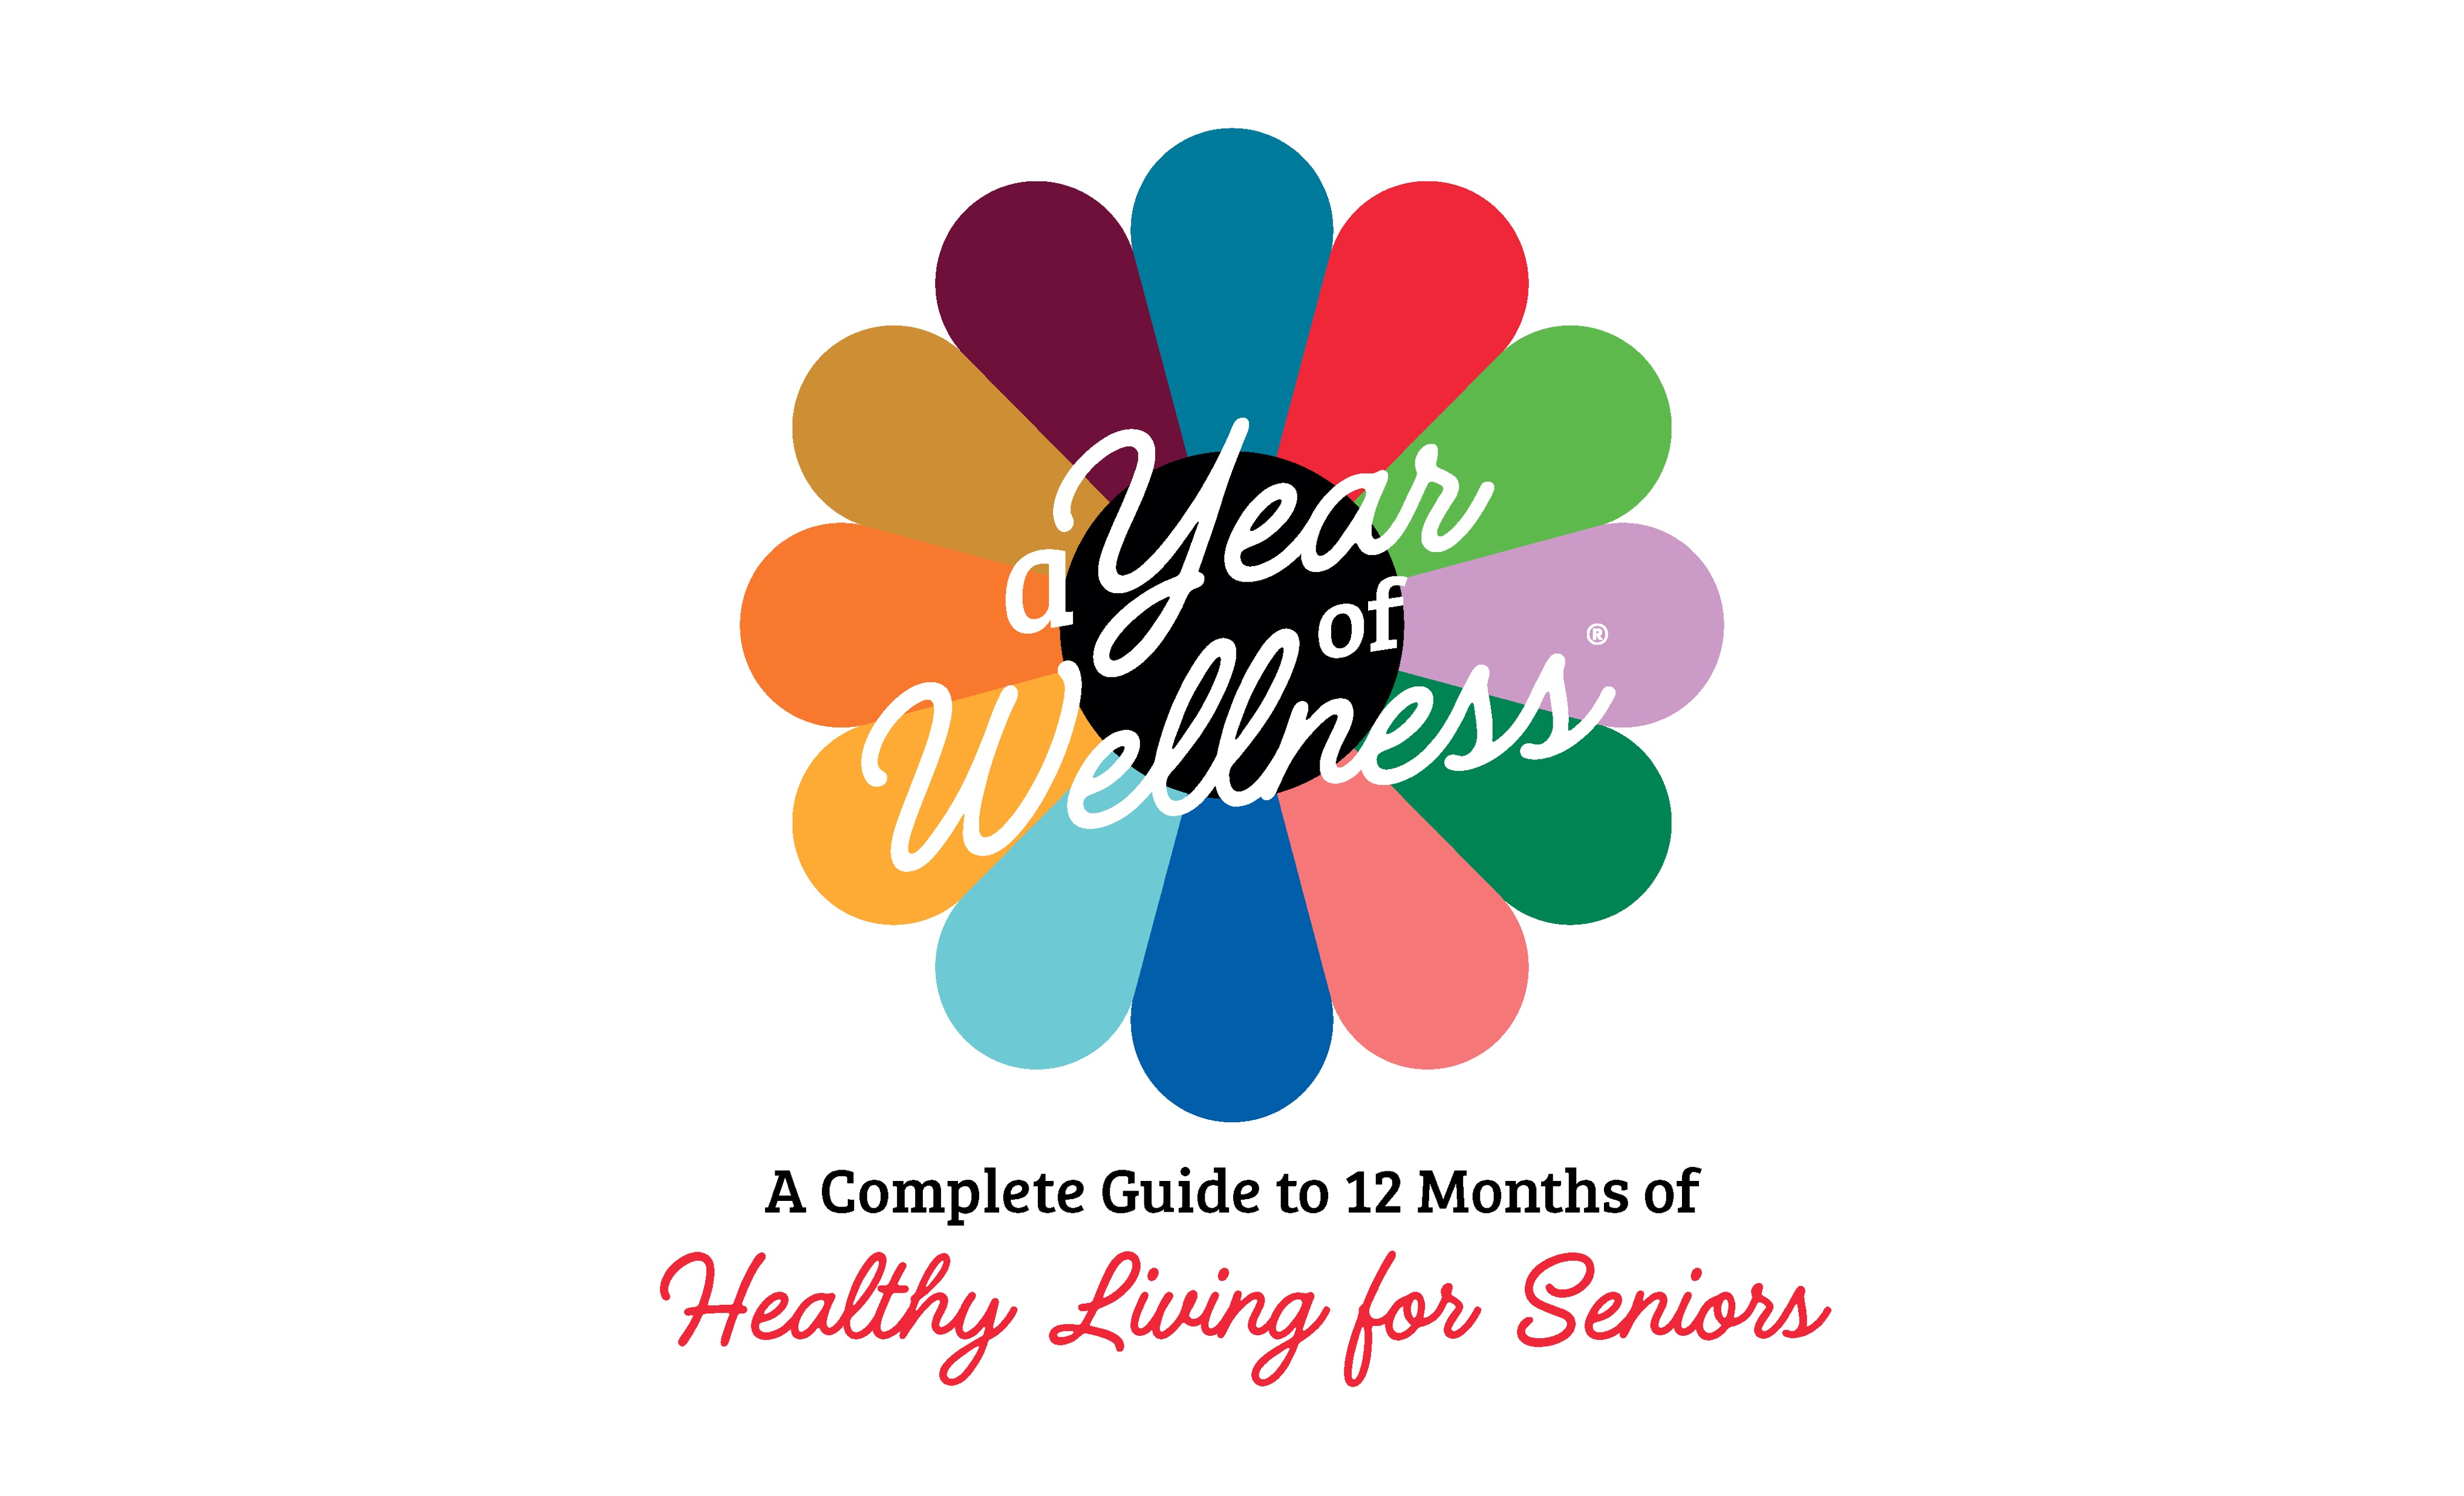 a Year of
Wellness®
A Complete Guide to 12 Months of
Healthy Living for Seniors